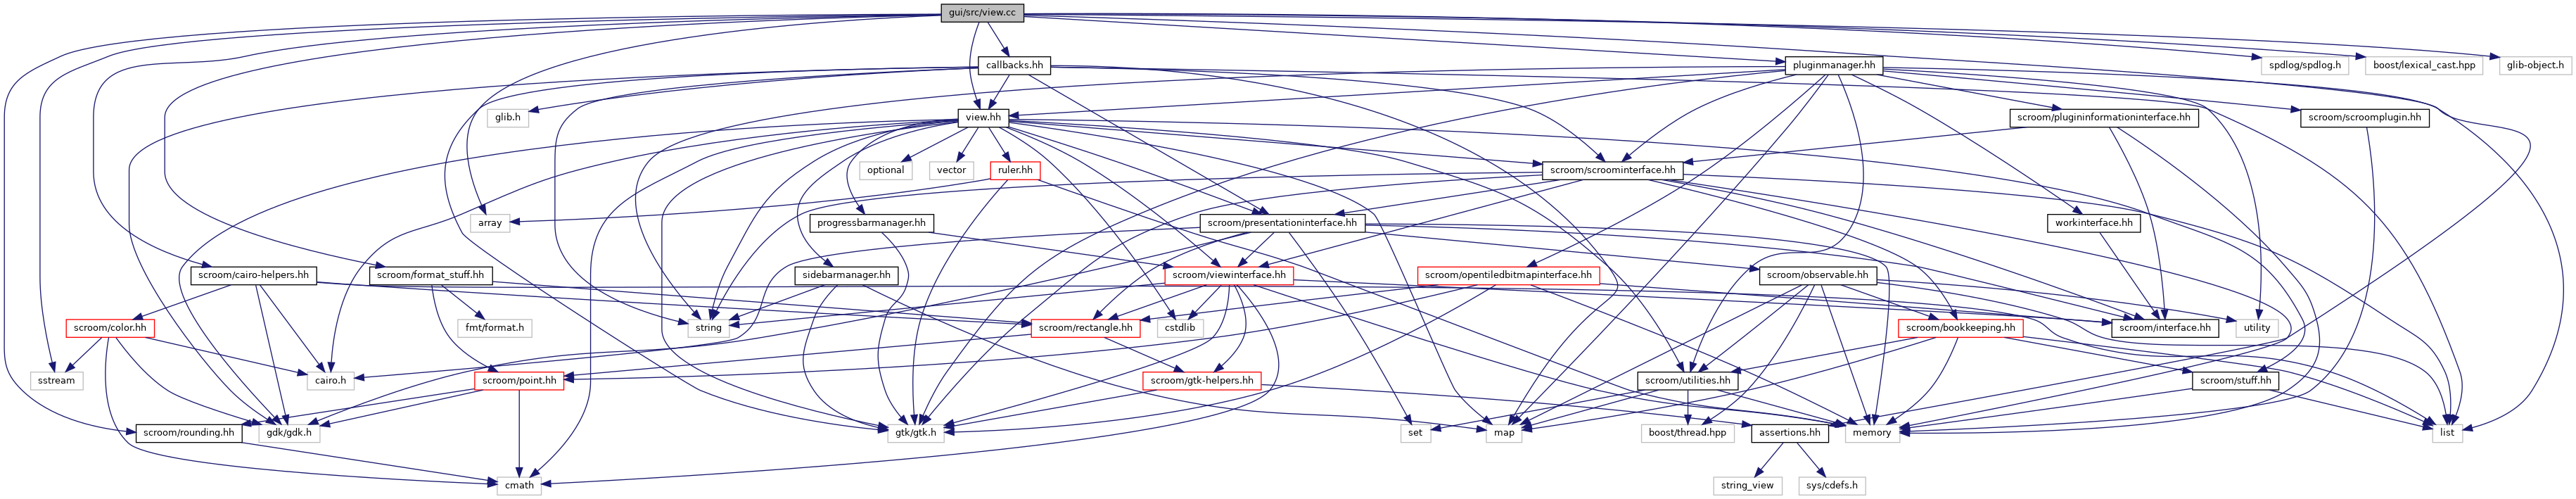 gui/src/view.cc
callbacks.hh
pluginmanager.hh
spdlog/spdlog.h
boost/lexical_cast.hpp
glib-object.h
glib.h
view.hh
scroom/plugininformationinterface.hh
scroom/scroomplugin.hh
optional
vector
ruler.hh
scroom/scroominterface.hh
array
progressbarmanager.hh
scroom/presentationinterface.hh
workinterface.hh
scroom/cairo-helpers.hh
scroom/format_stuff.hh
sidebarmanager.hh
scroom/viewinterface.hh
scroom/opentiledbitmapinterface.hh
scroom/observable.hh
scroom/color.hh
fmt/format.h
string
scroom/rectangle.hh
cstdlib
scroom/bookkeeping.hh
scroom/interface.hh
utility
sstream
cairo.h
scroom/point.hh
scroom/gtk-helpers.hh
scroom/utilities.hh
scroom/stuff.hh
scroom/rounding.hh
gdk/gdk.h
gtk/gtk.h
set
map
boost/thread.hpp
assertions.hh
memory
list
cmath
string_view
sys/cdefs.h